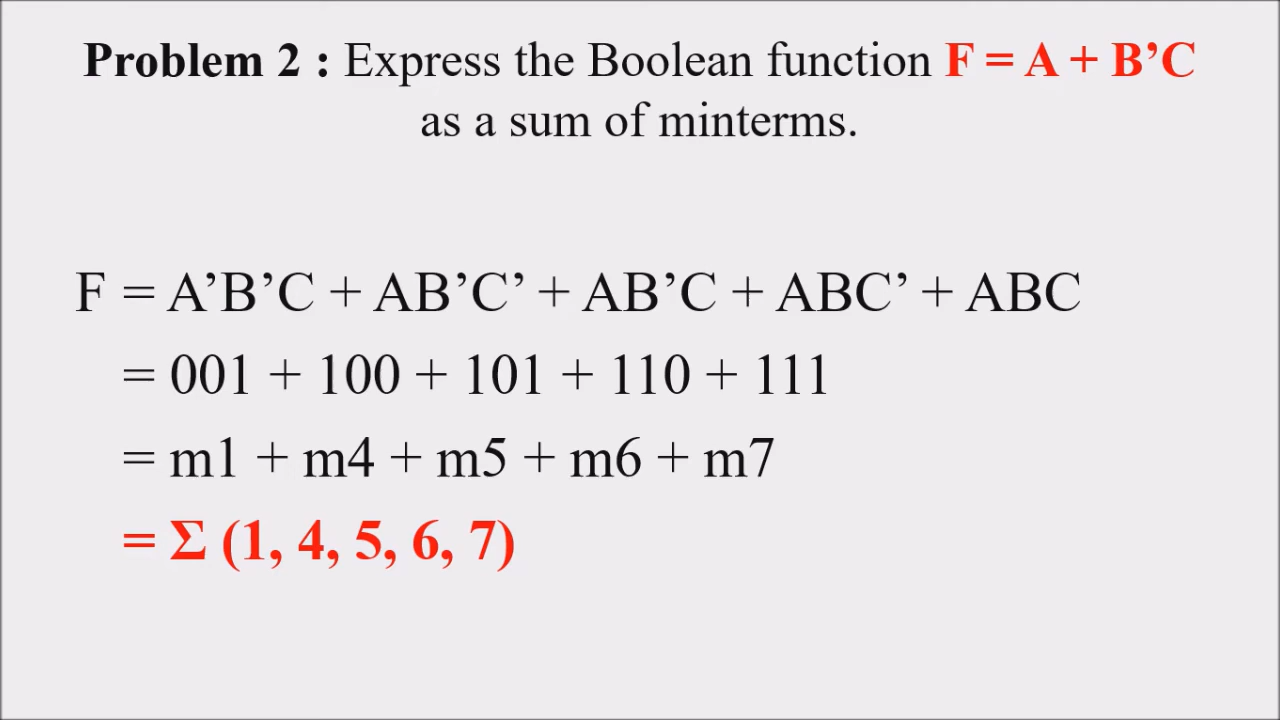 Problem 2 : Express the Boolean function F = A + B’C
as a sum of minterms.
F = A’B’C + AB’C’ + AB’C + ABC’ + ABC
= 001 + 100 + 101 + 110 + 111
= m1 + m4 + m5 + m6 + m7
= Σ (1, 4, 5, 6, 7)